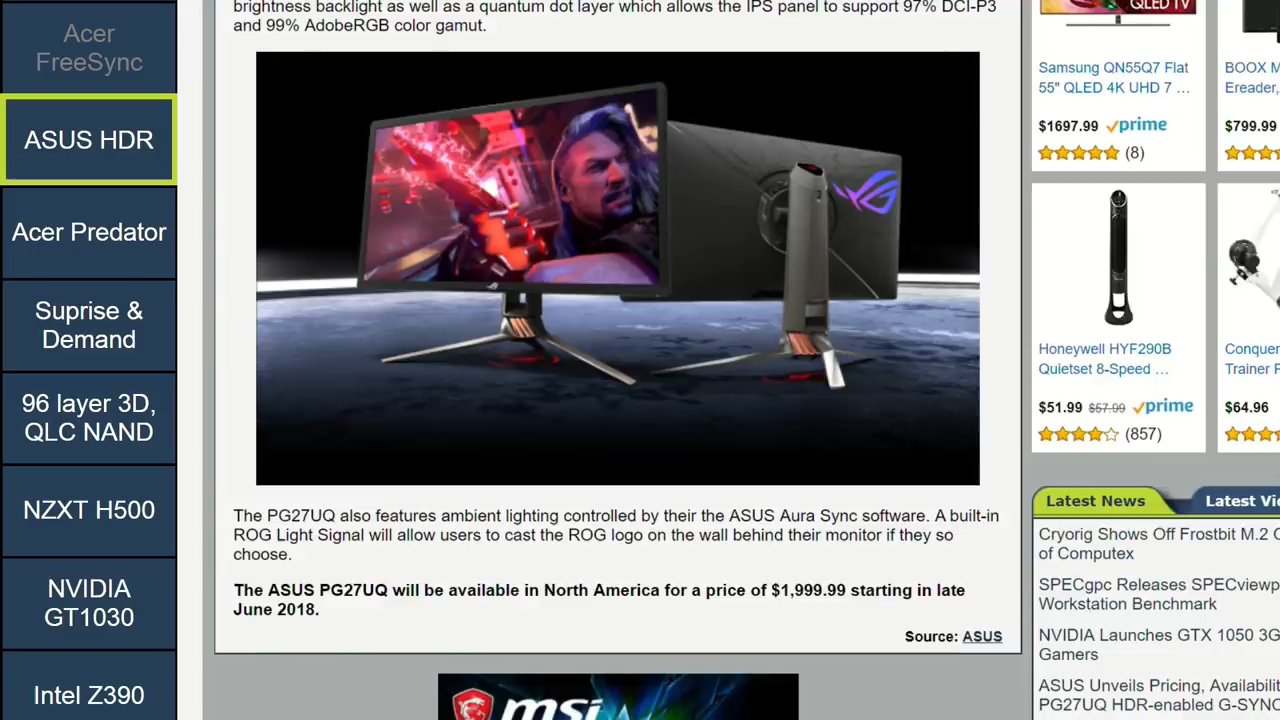 Acer
FreeSync
ASUS HDR
Acer Predator
Suprise &
Demand
96 layer 3D,
QLC NAND
NZXT H500
NVIDIA
GT1030
Intel Z390
brightness backlight as well as a quantum dot layer which allows the IPS panel to support 97% DCI-P3
and 99% AdobeRGB color gamut.
The PG27UQ also features ambient lighting controlled by their the ASUS Aura Sync software. A built-in
ROG Light Signal will allow users to cast the ROG logo on the wall behind their monitor if they so
choose.
The ASUS PG27UQ will be available in North America for a price of $1,999.99 starting in late
June 2018.
Source: ASUS
msi
QLED TV
Samsung QN55Q7 Flat
55" QLED 4K UHD 7 ...
$1697.99 prime
(8)
BOOX M
Ereader,
$799.99
Honeywell HYF290B
Quietset 8-Speed ...
$51.99 $57.99 prime
(857)
Conquer
Trainer F
$64.96
Latest News
Latest Vi
Cryorig Shows Off Frostbit M.2 C
of Computex
SPECgpc Releases SPECviewp
Workstation Benchmark
NVIDIA Launches GTX 1050 3G
Gamers
ASUS Unveils Pricing, Availabili
PG27UQ HDR-enabled G-SYNC